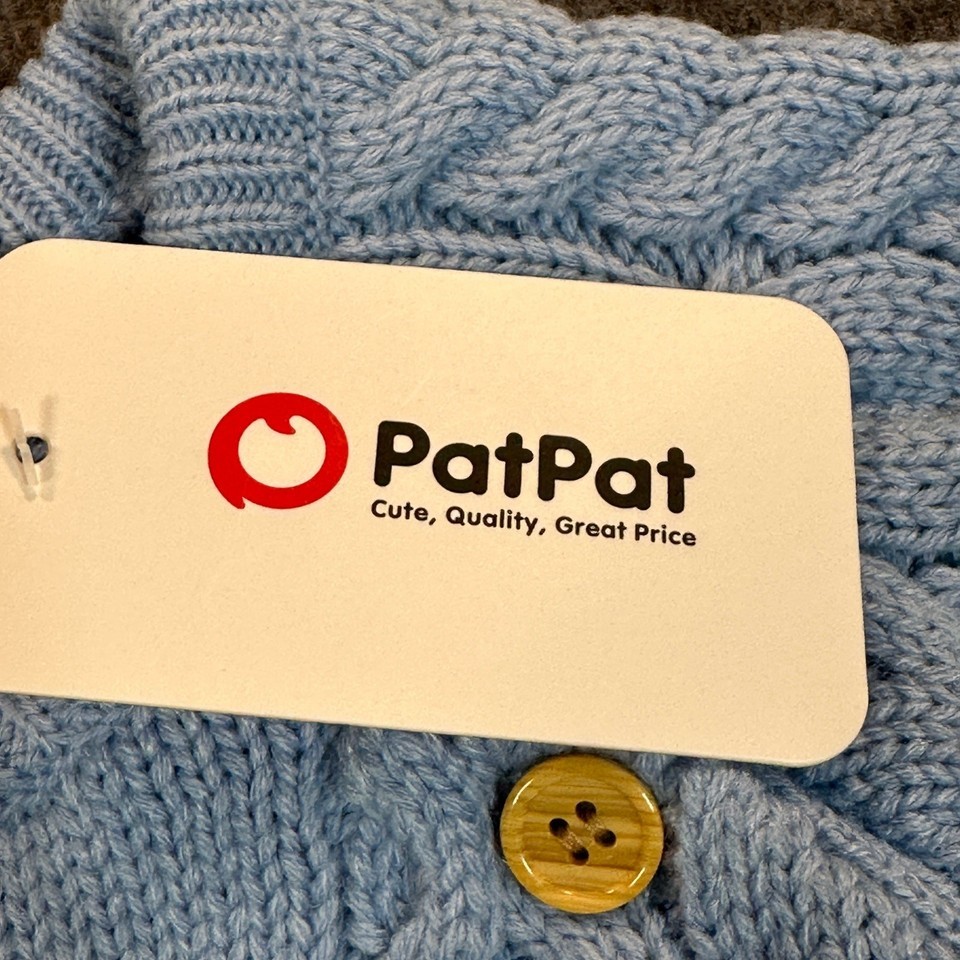 PatPat
Cute, Quality, Great Price